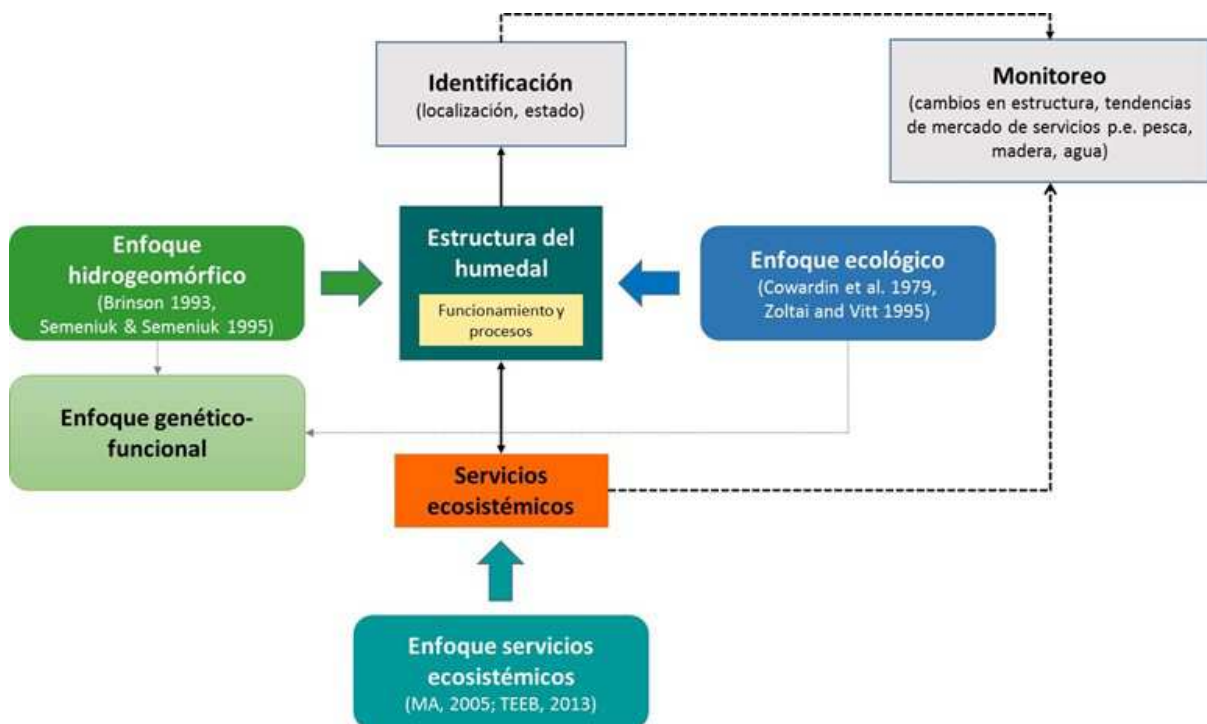 Identificación
(localización, estado)
Monitoreo
(cambios en estructura, tendencias
de mercado de servicios p.e. pesca,
madera, agua)
Enfoque
hidrogeomórfico
(Brinson 1993,
Semeniuk & Semeniuk 1995)
Estructura del
humedal
Funcionamiento y
procesos
Enfoque ecológico
(Cowardin et al. 1979,
Zoltai and Vitt 1995)
Enfoque genético-
funcional
Servicios
ecosistémicos
Enfoque servicios
ecosistémicos
(MA, 2005; TEEB, 2013)